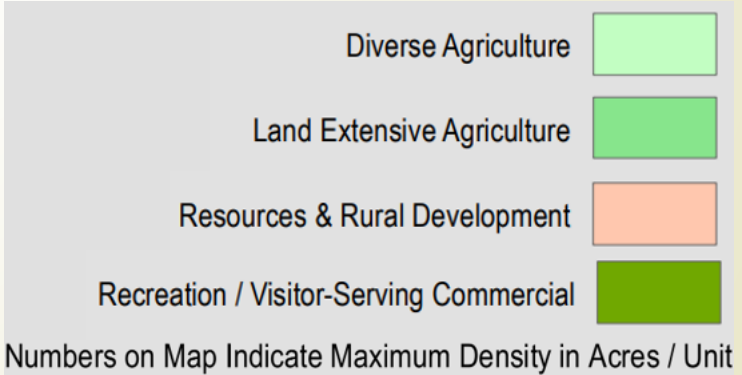 Diverse Agriculture
Land Extensive Agriculture
Resources & Rural Development
Recreation / Visitor-Serving Commercial
Numbers on Map Indicate Maximum Density in Acres / Unit